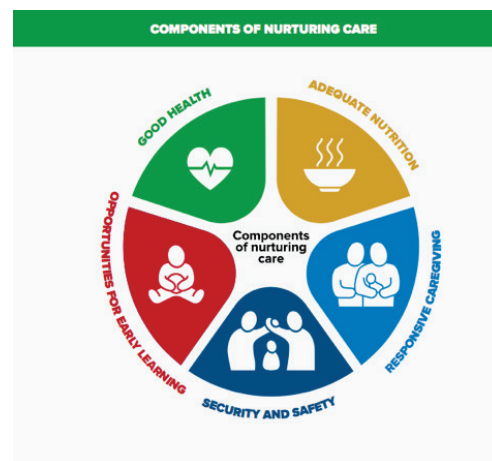 COMPONENTS OF NURTURING CARE
GOOD HEALTH
ADEQUATE NUTRITION
Components
of nurturing
care
OPPORTUNITIES FOR EARLY LEARNING
RESPONSIVE CAREGIVING
SECURITY AND SAFETY